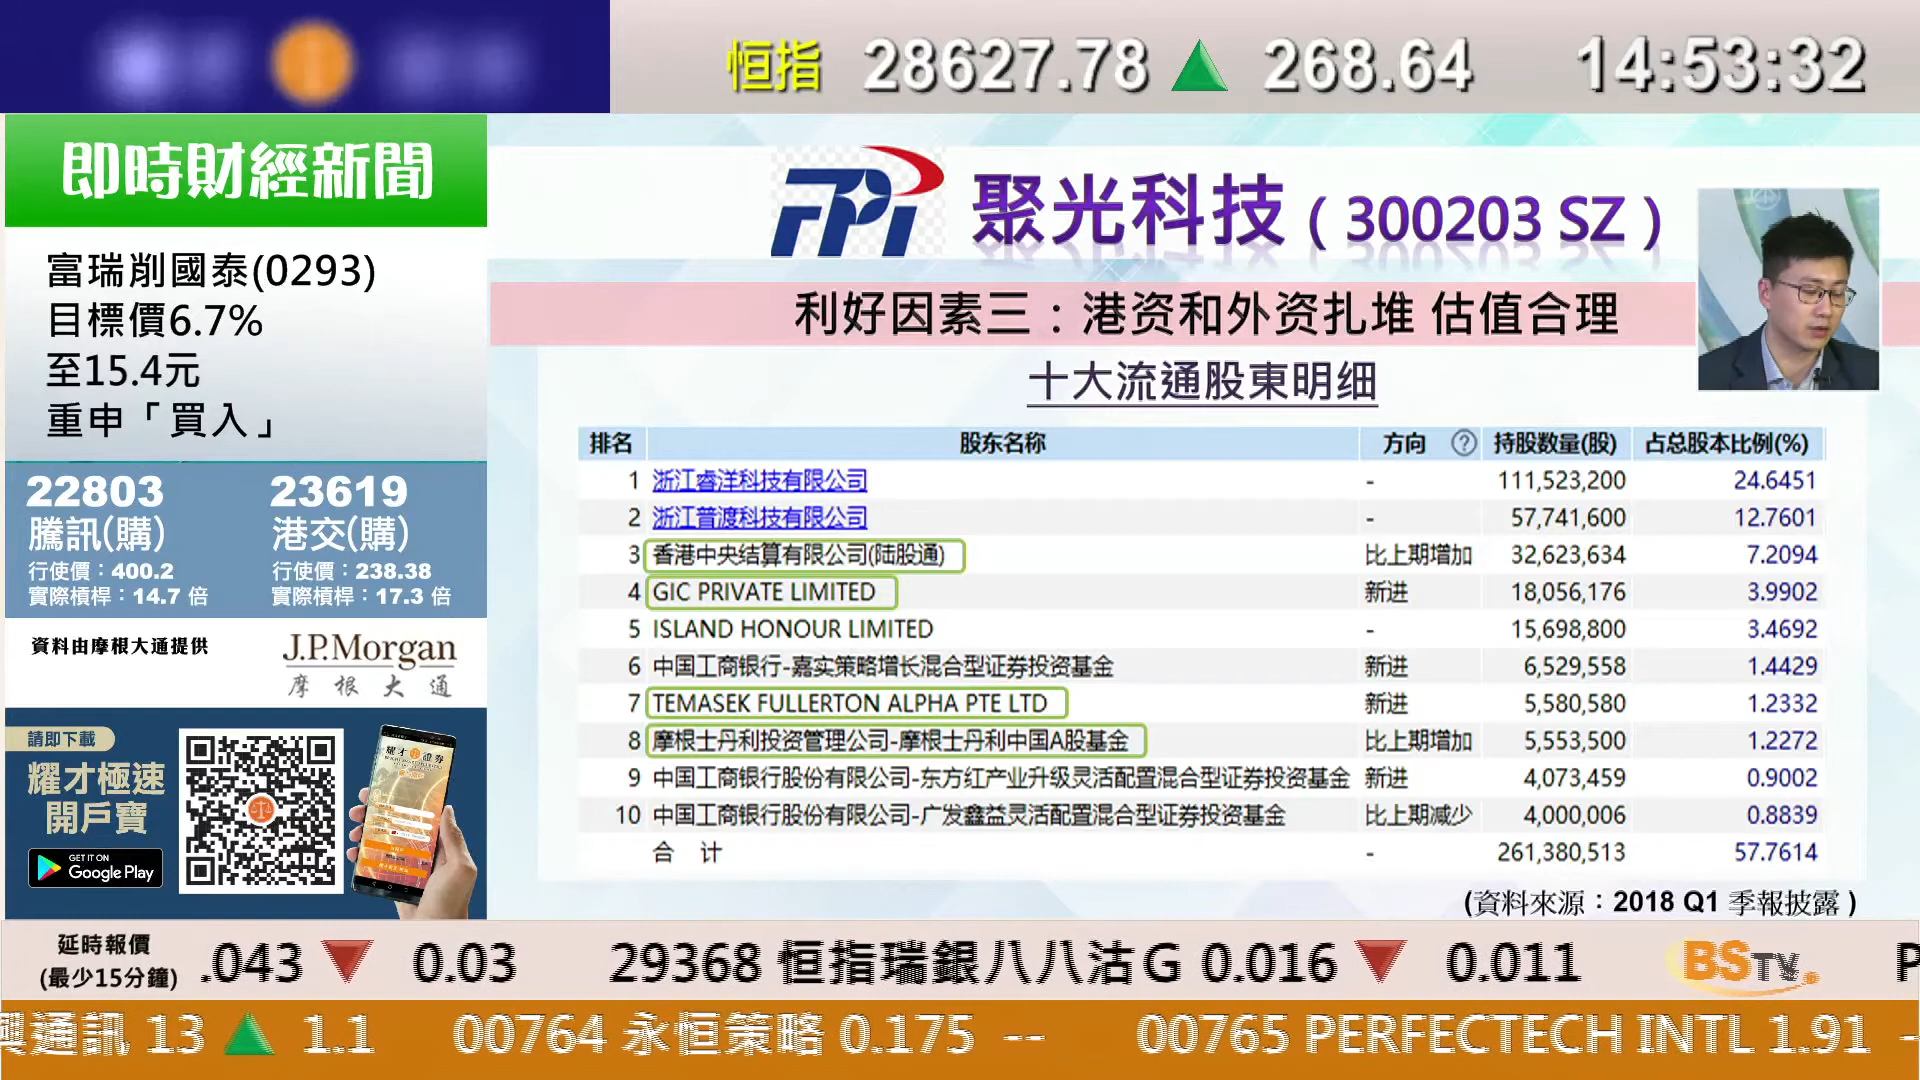 恒指 28627.78 ▲ 268.64 14:53:32
即時財經新聞
富瑞削國泰(0293)
目標價6.7%
至15.4元
重申「買入」
22803
騰訊(購)
行使價：400.2
實際槓桿：14.7 倍
23619
港交(購)
行使價：238.38
實際槓桿：17.3 倍
資料由摩根大通提供
J.P.Morgan
摩根大通
請即下載
耀才極速
開戶寶
GET IT ON
Google Play
耀才證券
FPI
聚光科技（300203 SZ）
利好因素三：港资和外资扎堆 估值合理
十大流通股東明细
排名 股东名称 方向 ? 持股数量(股) 占总股本比例(%)
1 浙江睿洋科技有限公司 - 111,523,200 24.6451
2 浙江普渡科技有限公司 - 57,741,600 12.7601
3 香港中央结算有限公司(陆股通) 比上期增加 32,623,634 7.2094
4 GIC PRIVATE LIMITED 新进 18,056,176 3.9902
5 ISLAND HONOUR LIMITED - 15,698,800 3.4692
6 中国工商银行-嘉实策略增长混合型证券投资基金 新进 6,529,558 1.4429
7 TEMASEK FULLERTON ALPHA PTE LTD 新进 5,580,580 1.2332
8 摩根士丹利投资管理公司-摩根士丹利中国A股基金 比上期增加 5,553,500 1.2272
9 中国工商银行股份有限公司-东方红产业升级灵活配置混合型证券投资基金 新进 4,073,459 0.9002
10 中国工商银行股份有限公司-广发鑫益灵活配置混合型证券投资基金 比上期减少 4,000,006 0.8839
合 计 - 261,380,513 57.7614
(資料來源：2018 Q1 季報披露 )
延時報價
(最少15分鐘)
.043 ▼ 0.03 29368 恒指瑞銀八八沽G 0.016 ▼ 0.011 BSTV P
興通訊 13 ▲ 1.1 00764 永恒策略 0.175 -- 00765 PERFECTECH INTL 1.91 -